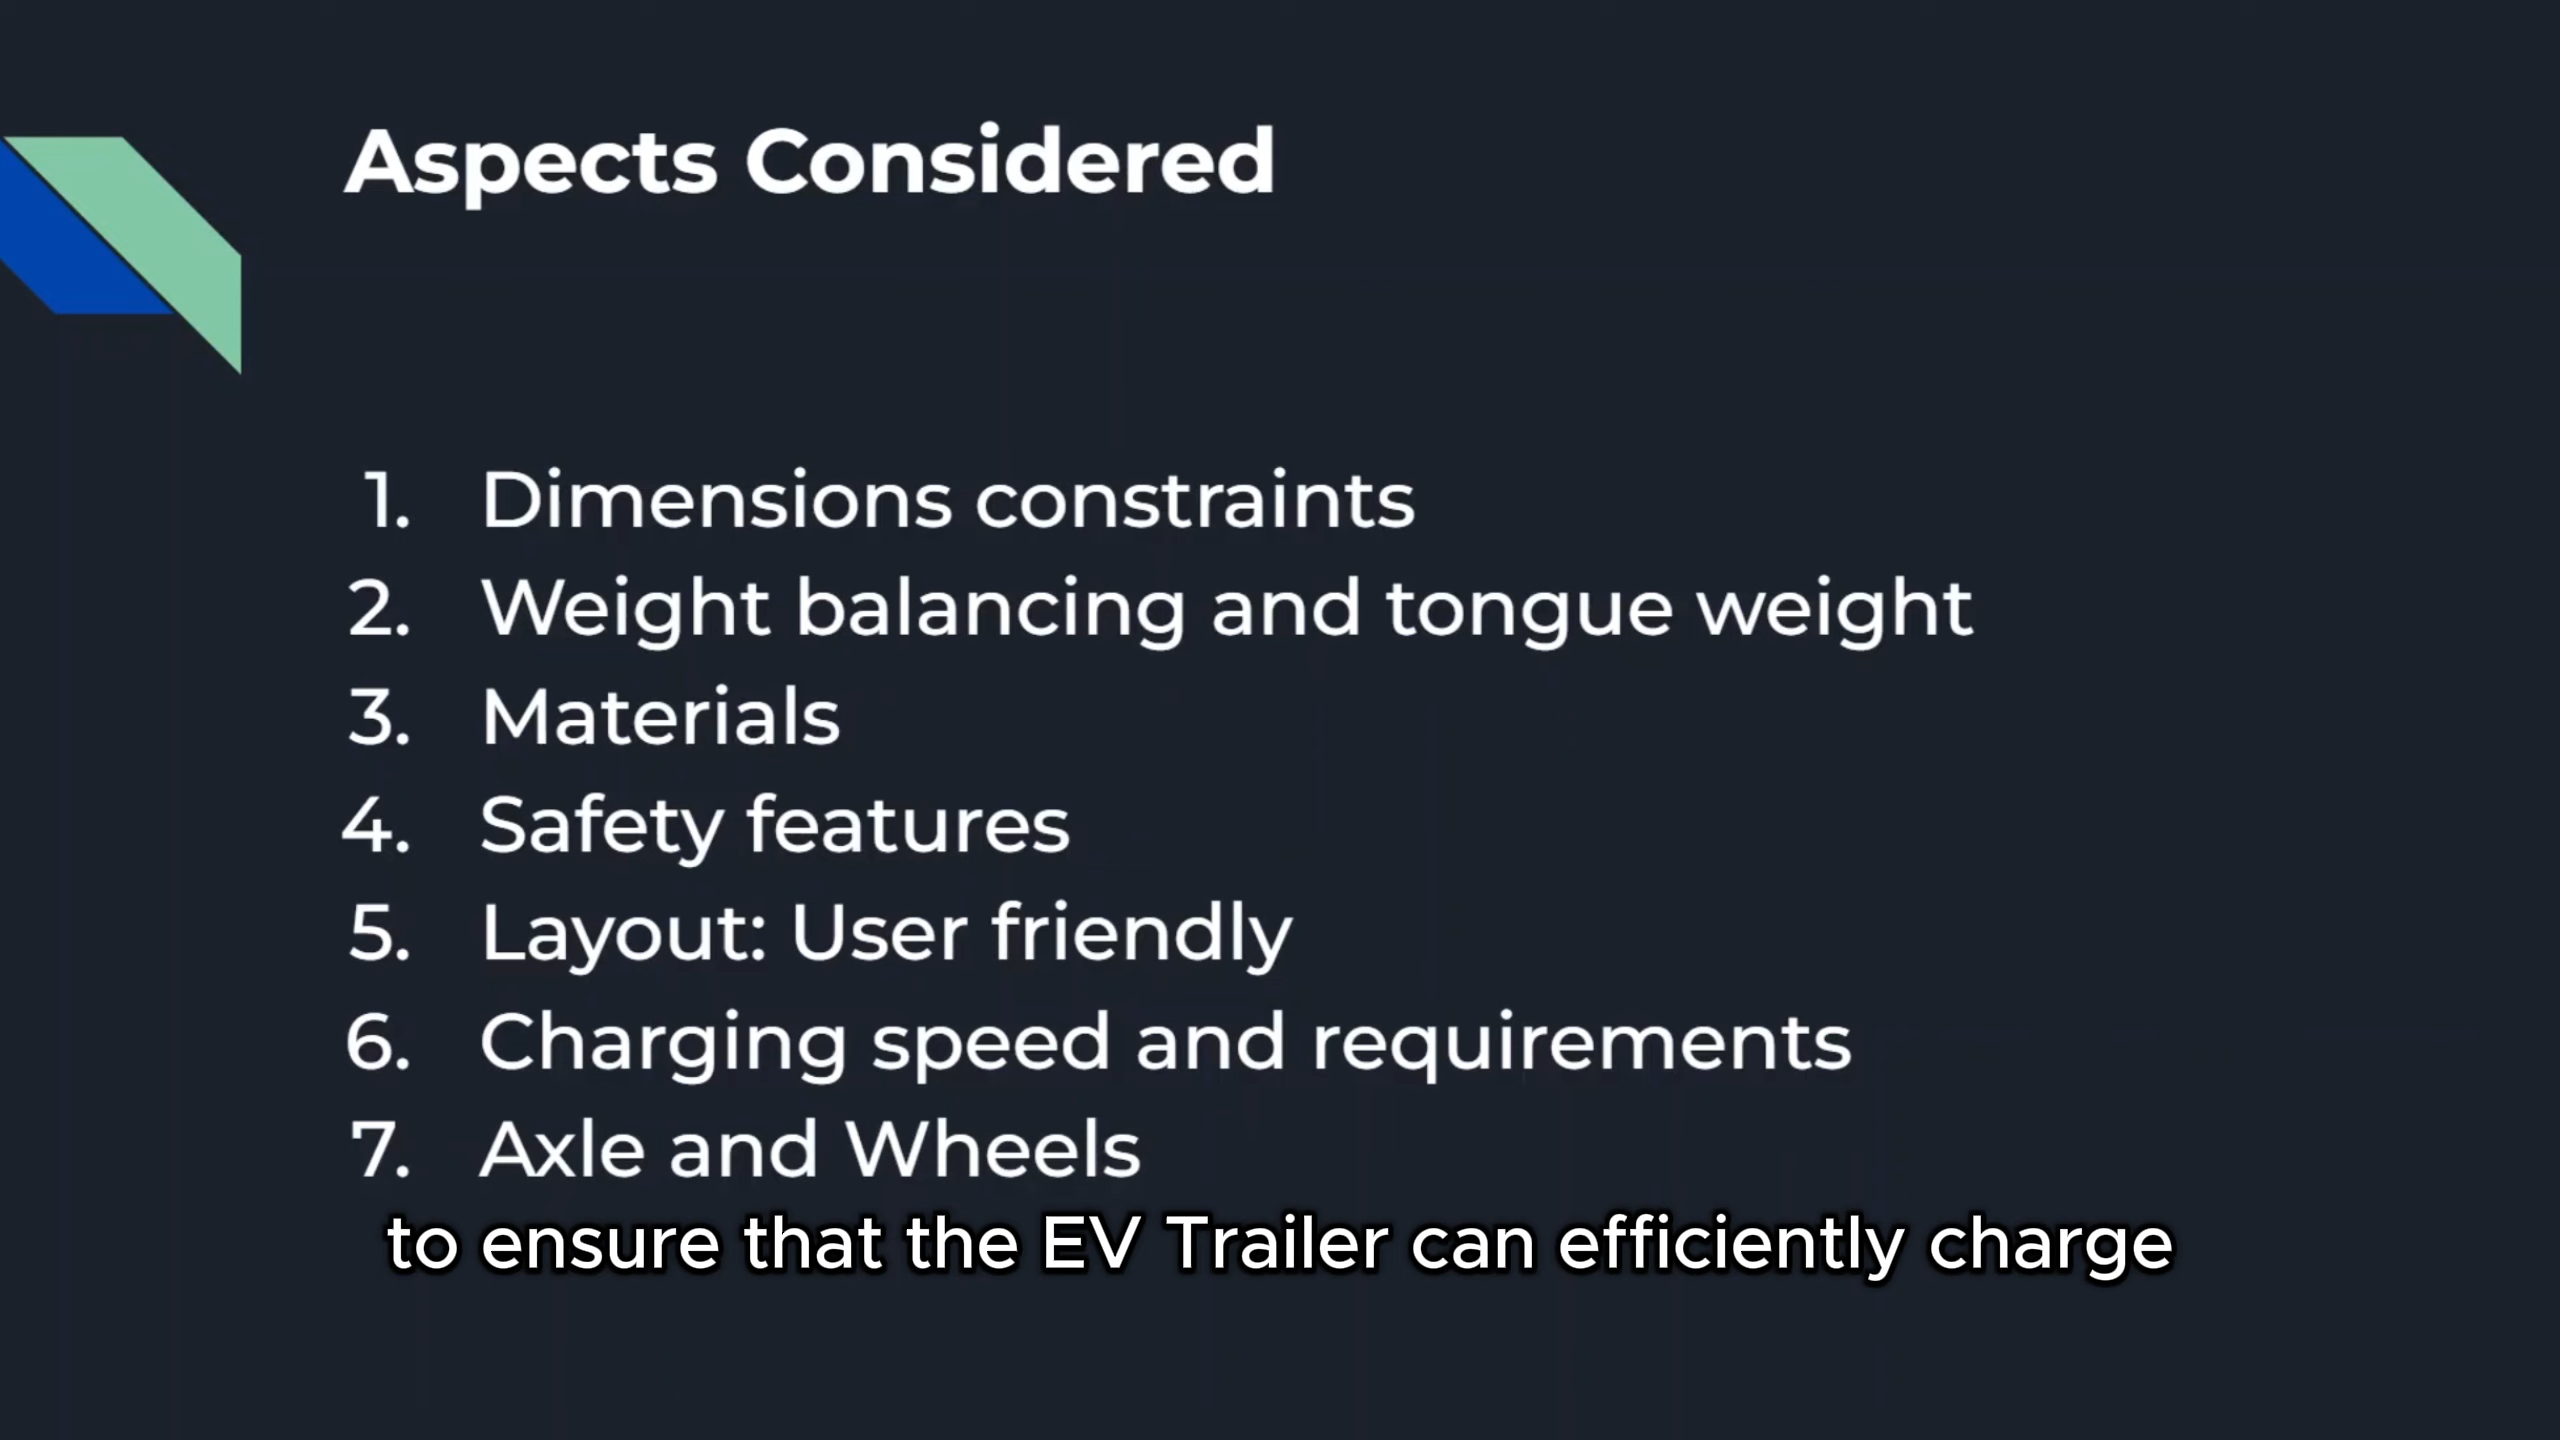 Aspects Considered
1. Dimensions constraints
2. Weight balancing and tongue weight
3. Materials
4. Safety features
5. Layout: User friendly
6. Charging speed and requirements
7. Axle and Wheels
to ensure that the EV Trailer can efficiently charge